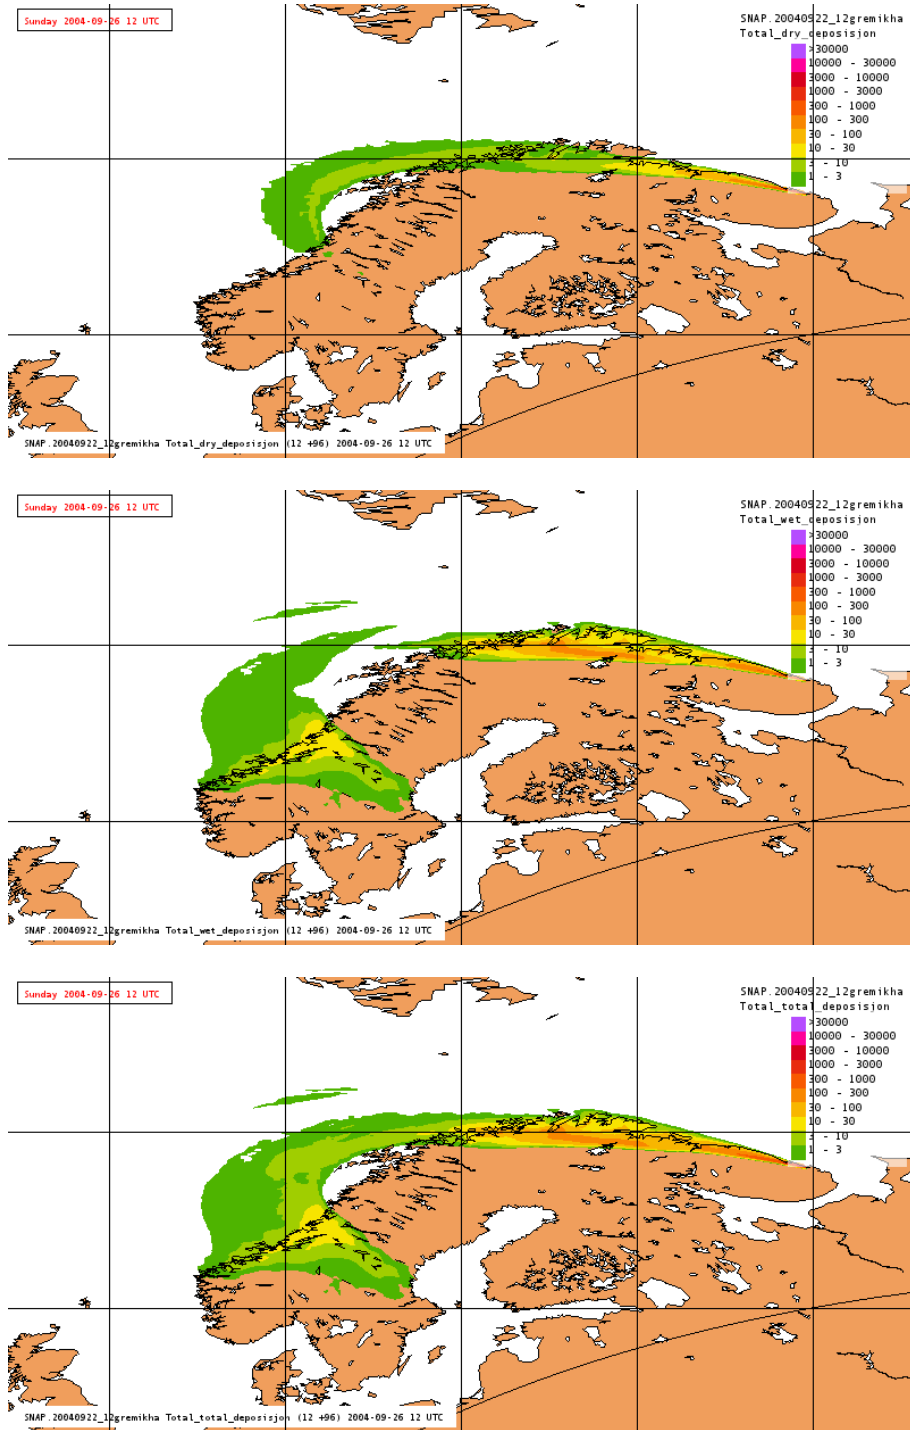 Sunday 2004-09-26 12 UTC
SNAP.20040922_12gremikha
Total_dry_deposisjon
>30000
10000 - 30000
3000 - 10000
1000 - 3000
300 - 1000
100 - 300
30 - 100
10 - 30
3 - 10
1 - 3
SNAP.20040922_12gremikha Total_dry_deposisjon (12 +96) 2004-09-26 12 UTC
Sunday 2004-09-26 12 UTC
SNAP.20040922_12gremikha
Total_wet_deposisjon
>30000
10000 - 30000
3000 - 10000
1000 - 3000
300 - 1000
100 - 300
30 - 100
10 - 30
3 - 10
1 - 3
SNAP.20040922_12gremikha Total_wet_deposisjon (12 +96) 2004-09-26 12 UTC
Sunday 2004-09-26 12 UTC
SNAP.20040922_12gremikha
Total_total_deposisjon
>30000
10000 - 30000
3000 - 10000
1000 - 3000
300 - 1000
100 - 300
30 - 100
10 - 30
3 - 10
1 - 3
SNAP.20040922_12gremikha Total_total_deposisjon (12 +96) 2004-09-26 12 UTC